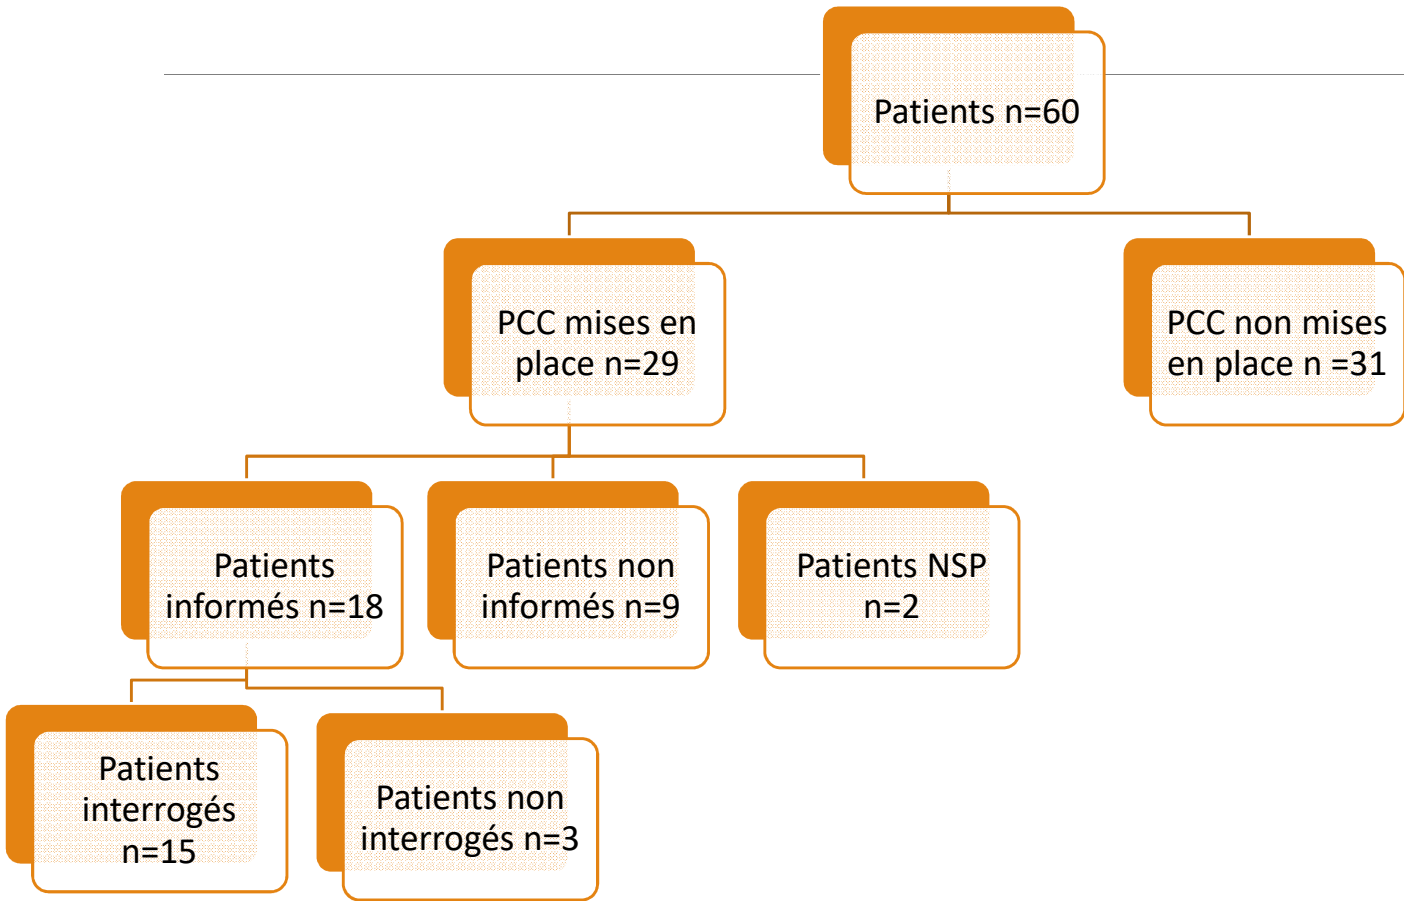 Patients n=60
PCC mises en
place n=29
PCC non mises
en place n =31
Patients
informés n=18
Patients non
informés n=9
Patients NSP
n=2
Patients
interrogés
n=15
Patients non
interrogés n=3